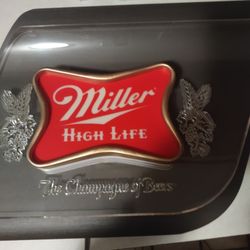 Miller
HIGH LIFE
The Champagne of Beers